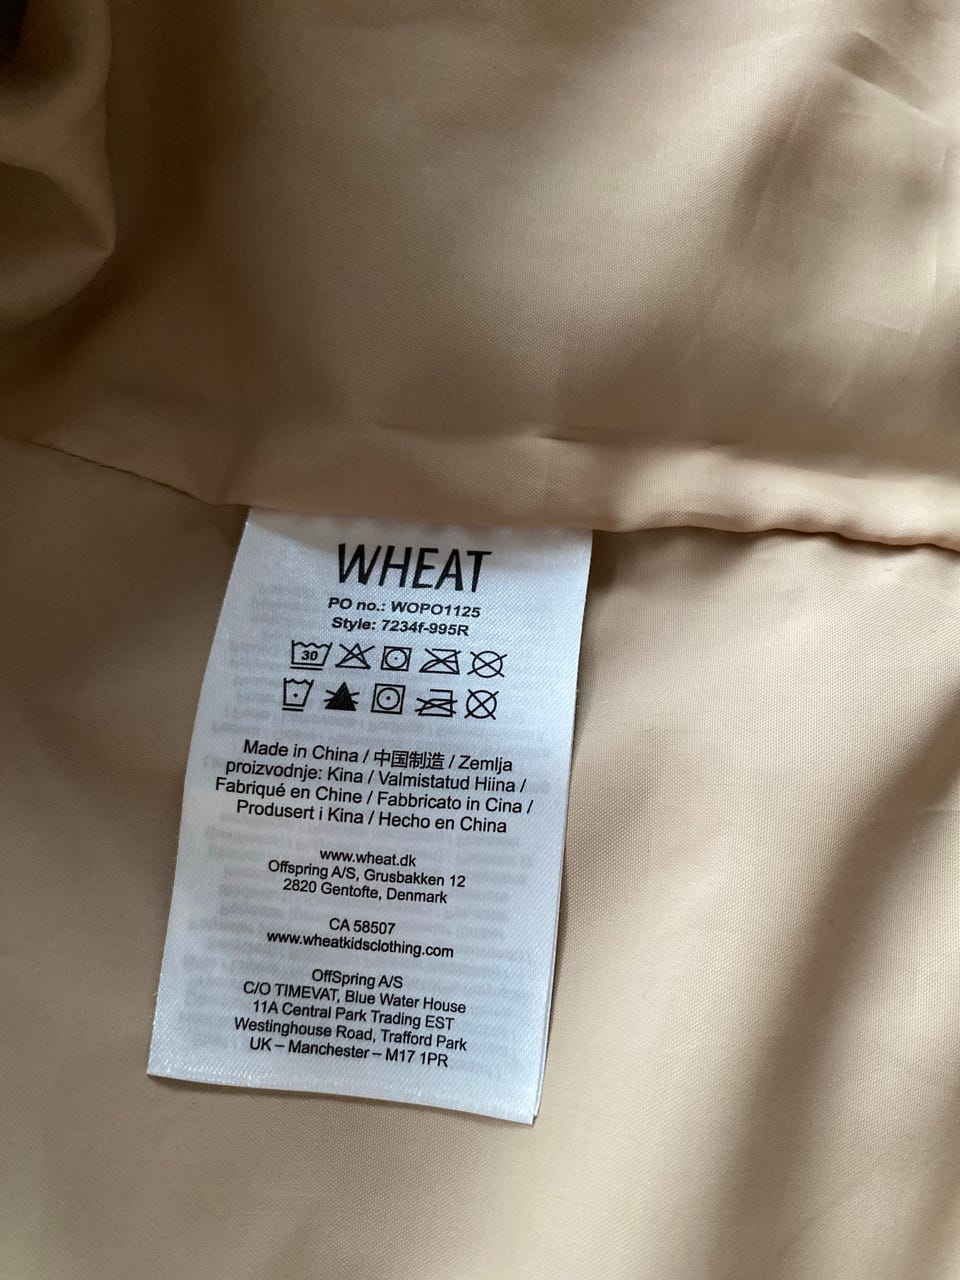 WHEAT
PO no.: WOPO1125
Style: 7234f-995R
30
Made in China / 中国制造 / Zemlja
proizvodnje: Kina / Valmistatud Hiina /
Fabriqué en Chine / Fabbricato in Cina /
Produsert i Kina / Hecho en China
www.wheat.dk
Offspring A/S, Grusbakken 12
2820 Gentofte, Denmark
CA 58507
www.wheatkidsclothing.com
OffSpring A/S
C/O TIMEVAT, Blue Water House
11A Central Park Trading EST
Westinghouse Road, Trafford Park
UK – Manchester – M17 1PR